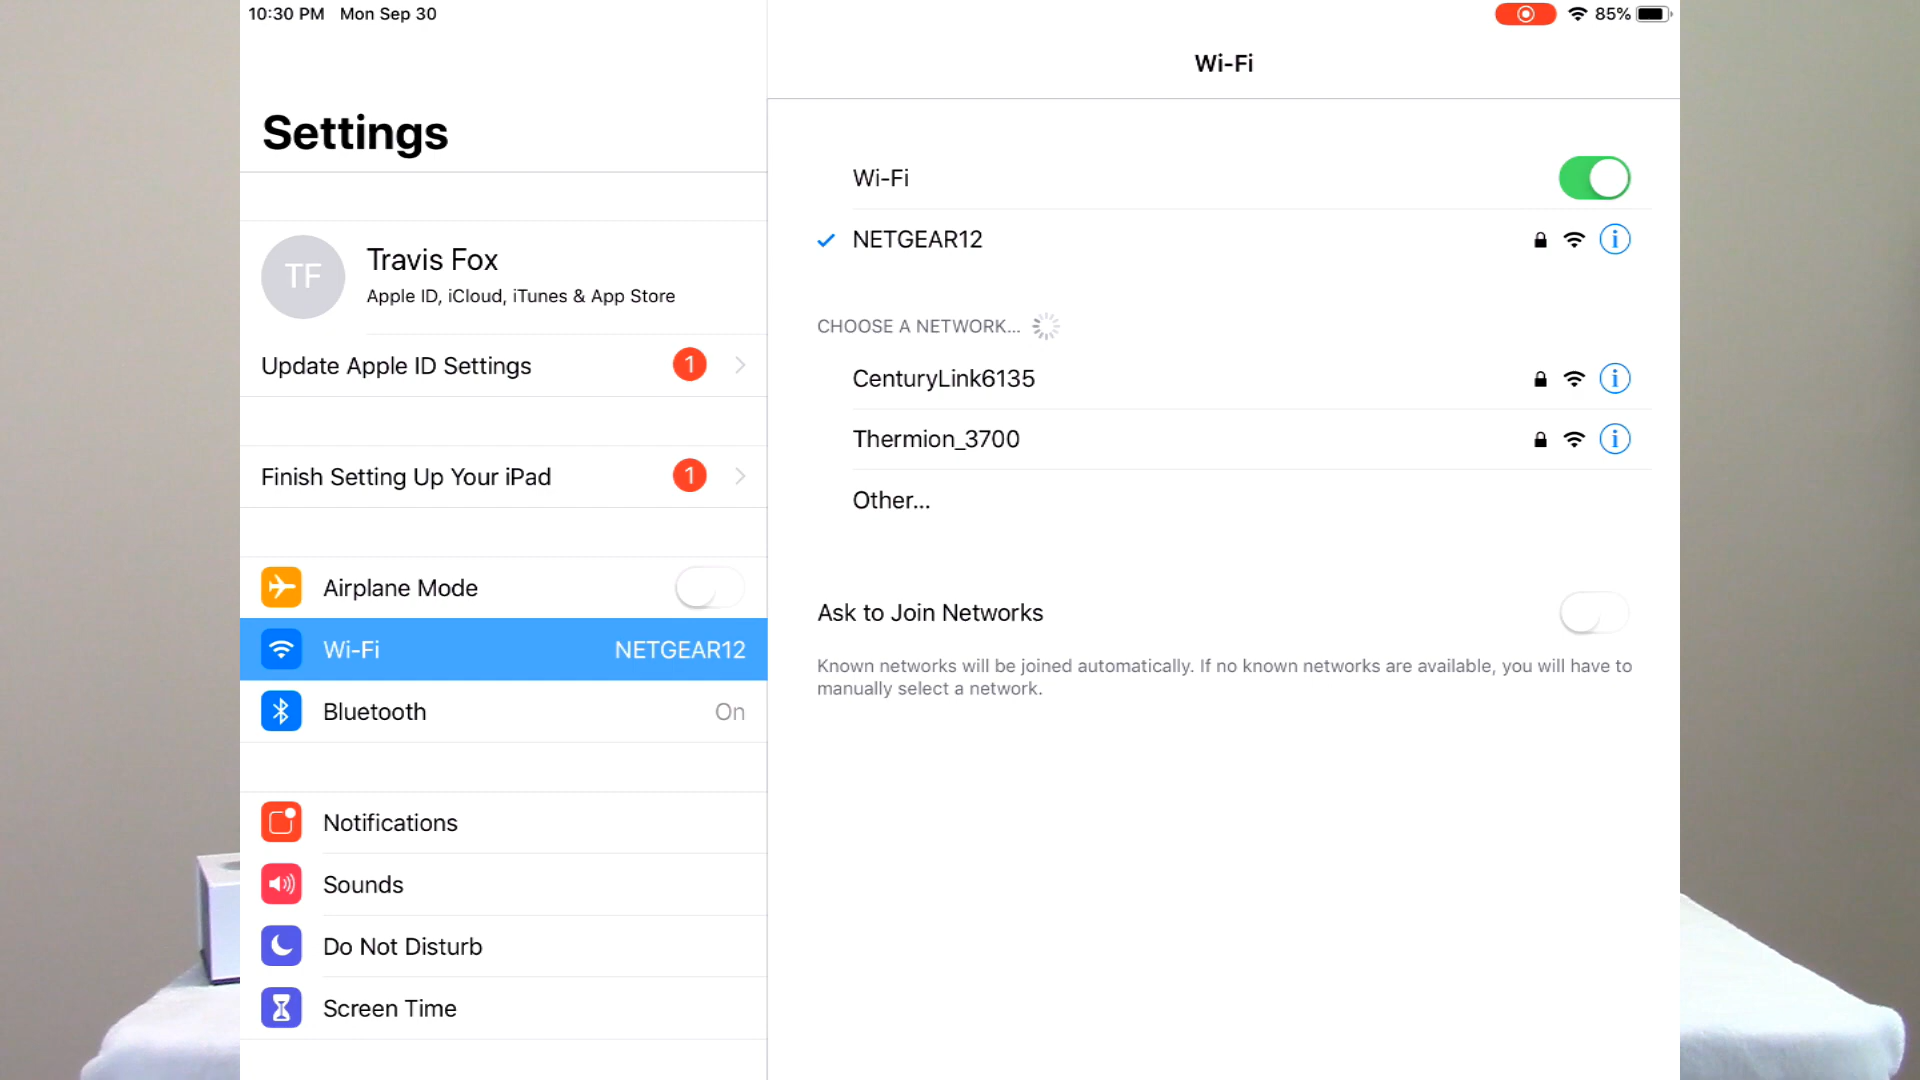 10:30 PM Mon Sep 30
85%
Settings
TF
Travis Fox
Apple ID, iCloud, iTunes & App Store
Update Apple ID Settings 1
Finish Setting Up Your iPad 1
Airplane Mode
Wi-Fi NETGEAR12
Bluetooth On
Notifications
Sounds
Do Not Disturb
Screen Time
Wi-Fi
Wi-Fi
NETGEAR12
CHOOSE A NETWORK...
CenturyLink6135
Thermion_3700
Other...
Ask to Join Networks
Known networks will be joined automatically. If no known networks are available, you will have to
manually select a network.